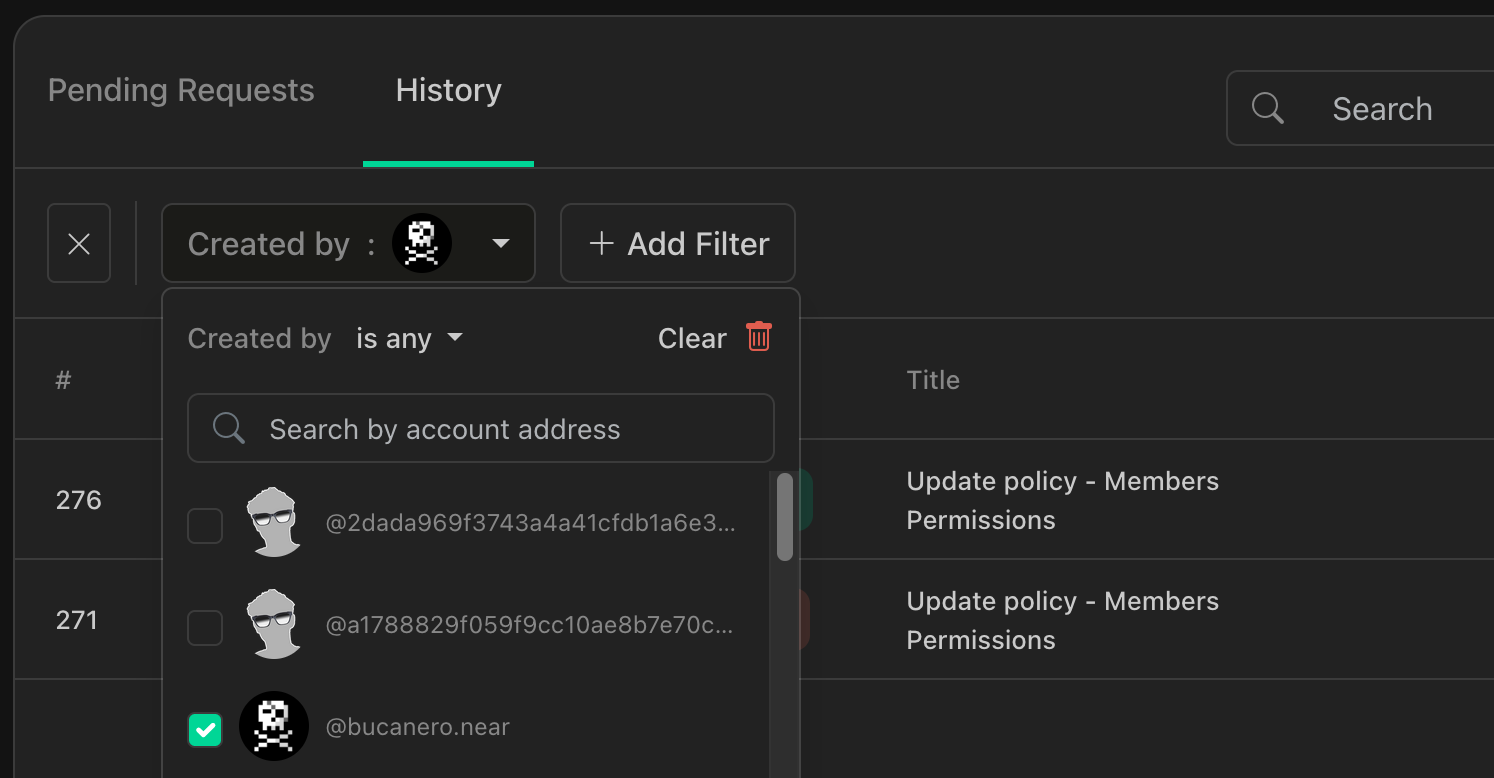 Pending Requests
History
Search
Created by :
Add Filter
Created by is any
Clear
Search by account address
@2dada969f3743a4a41cfdb1a6e3...
@a1788829f059f9cc10ae8b7e70c...
@bucanero.near
#
Title
276
Update policy - Members
Permissions
271
Update policy - Members
Permissions